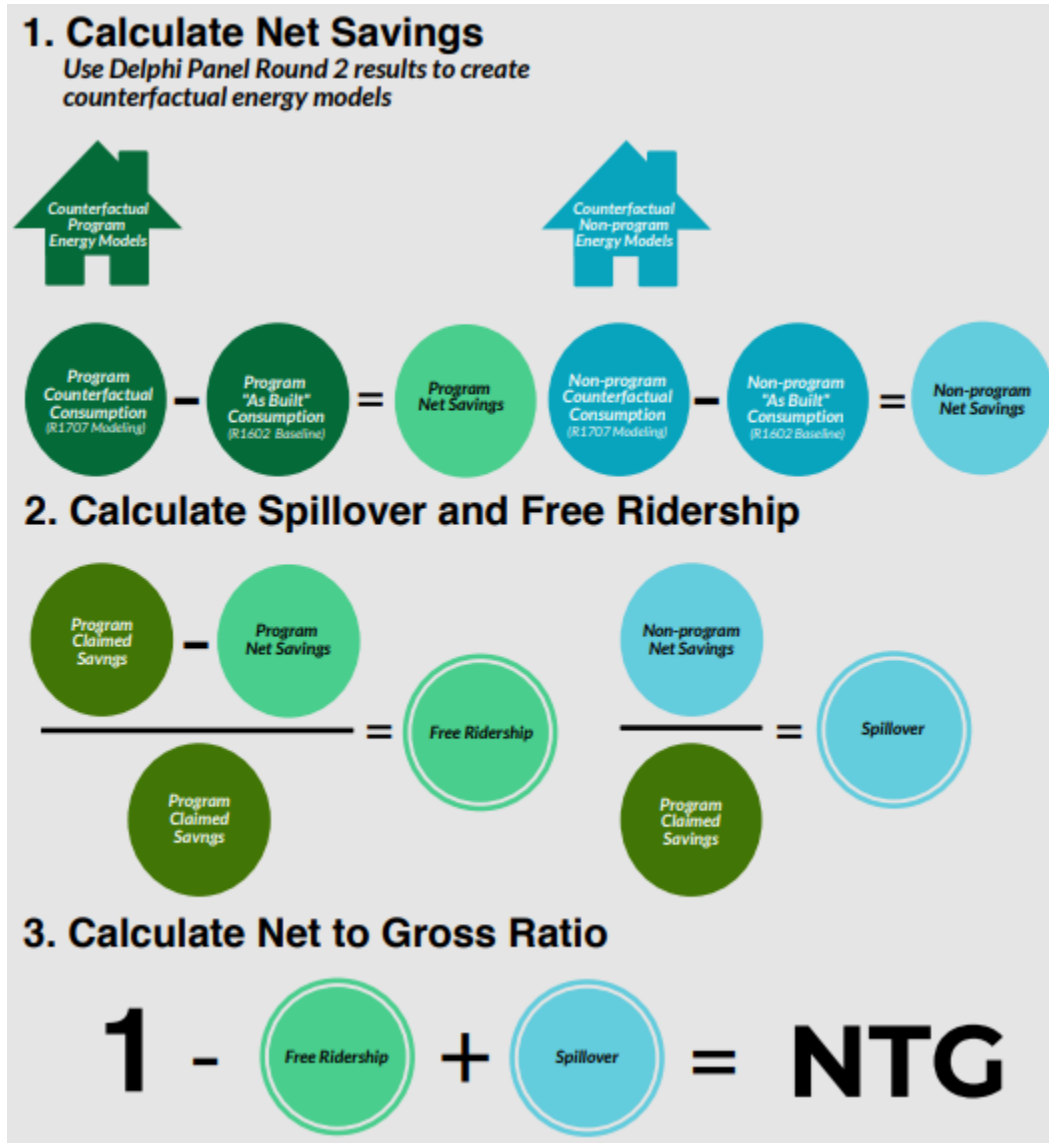 1. Calculate Net Savings
Use Delphi Panel Round 2 results to create
counterfactual energy models
Counterfactual
Program
Energy Models
Counterfactual
Non-program
Energy Models
Program
Counterfactual
Consumption
(R1707 Modeling)
-
Program
"As Built"
Consumption
(R1602 Baseline)
=
Program
Net Savings
Non-program
Counterfactual
Consumption
(R1707 Modeling)
-
Non-program
"As Built"
Consumption
(R1602 Baseline)
=
Non-program
Net Savings
2. Calculate Spillover and Free Ridership
Program
Claimed
Savngs
-
Program
Net Savings
Program
Claimed
Savngs
=
Free Ridership
Non-program
Net Savings
Program
Claimed
Savings
=
Spillover
3. Calculate Net to Gross Ratio
1 - Free Ridership + Spillover = NTG